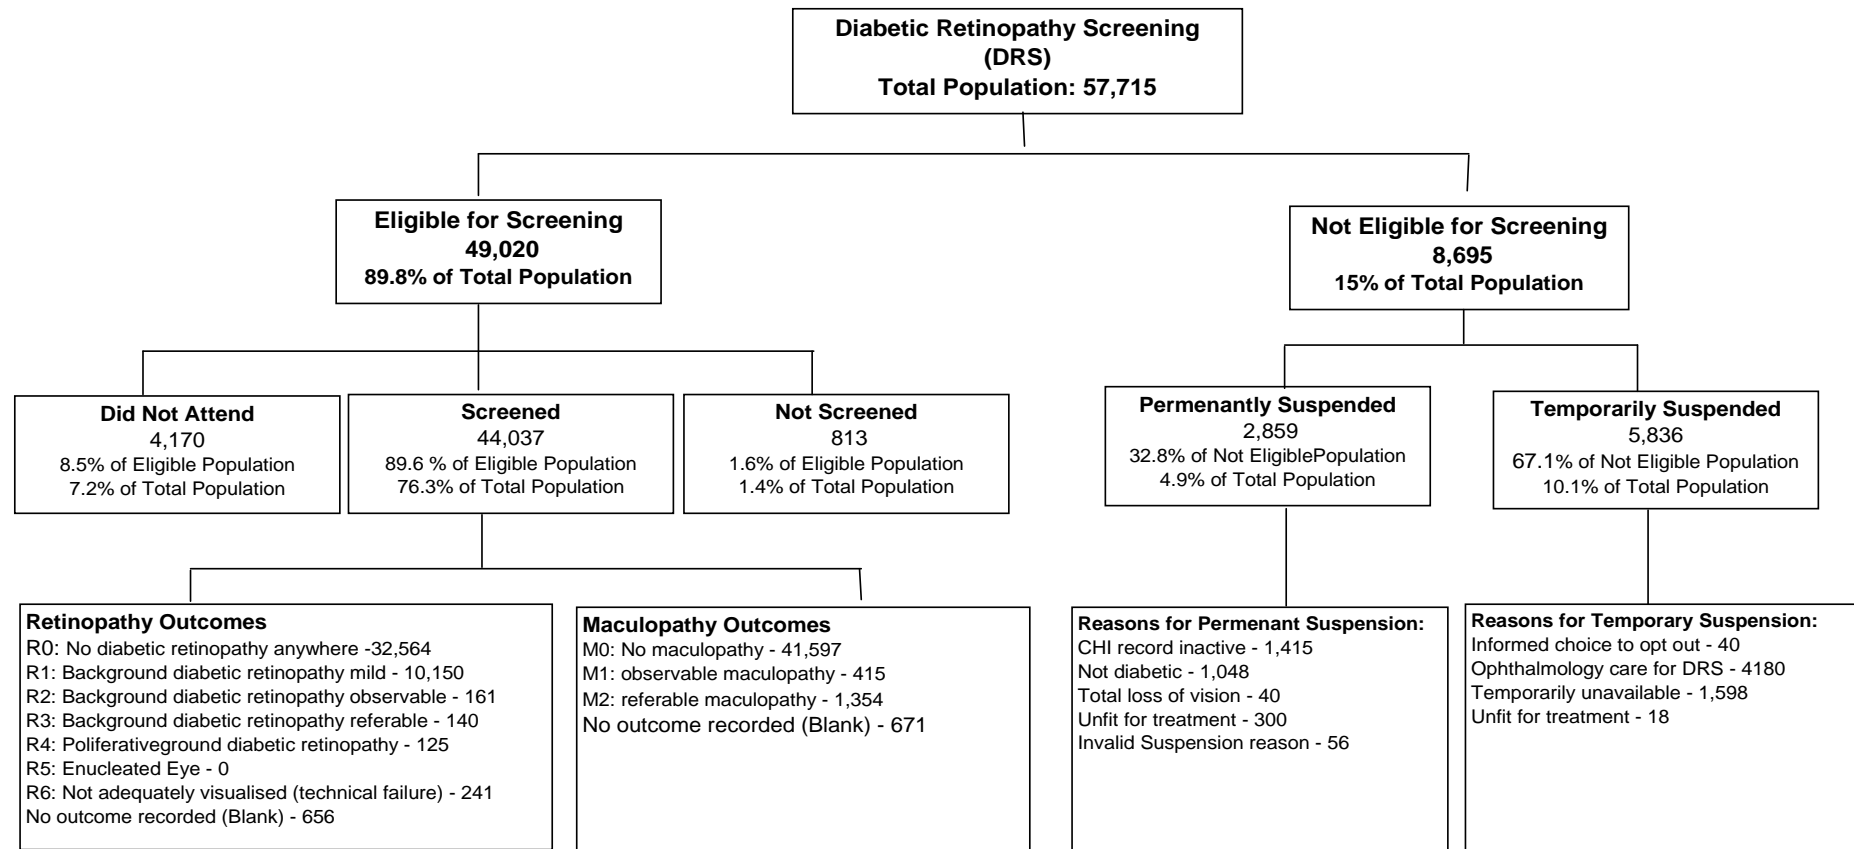 Diabetic Retinopathy Screening
(DRS)
Total Population: 57,715
Eligible for Screening
49,020
89.8% of Total Population
Not Eligible for Screening
8,695
15% of Total Population
Did Not Attend
4,170
8.5% of Eligible Population
7.2% of Total Population
Screened
44,037
89.6 % of Eligible Population
76.3% of Total Population
Not Screened
813
1.6% of Eligible Population
1.4% of Total Population
Permenantly Suspended
2,859
32.8% of Not EligiblePopulation
4.9% of Total Population
Temporarily Suspended
5,836
67.1% of Not Eligible Population
10.1% of Total Population
Retinopathy Outcomes
R0: No diabetic retinopathy anywhere -32,564
R1: Background diabetic retinopathy mild - 10,150
R2: Background diabetic retinopathy observable - 161
R3: Background diabetic retinopathy referable - 140
R4: Poliferativeground diabetic retinopathy - 125
R5: Enucleated Eye - 0
R6: Not adequately visualised (technical failure) - 241
No outcome recorded (Blank) - 656
Maculopathy Outcomes
M0: No maculopathy - 41,597
M1: observable maculopathy - 415
M2: referable maculopathy - 1,354
No outcome recorded (Blank) - 671
Reasons for Permenant Suspension:
CHI record inactive - 1,415
Not diabetic - 1,048
Total loss of vision - 40
Unfit for treatment - 300
Invalid Suspension reason - 56
Reasons for Temporary Suspension:
Informed choice to opt out - 40
Ophthalmology care for DRS - 4180
Temporarily unavailable - 1,598
Unfit for treatment - 18